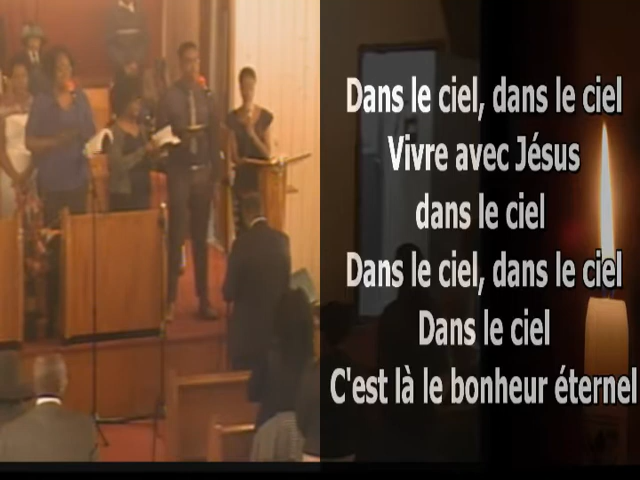 Dans le ciel, dans le ciel
Vivre avec Jésus
dans le ciel
Dans le ciel, dans le ciel
Dans le ciel
C'est là le bonheur éternel